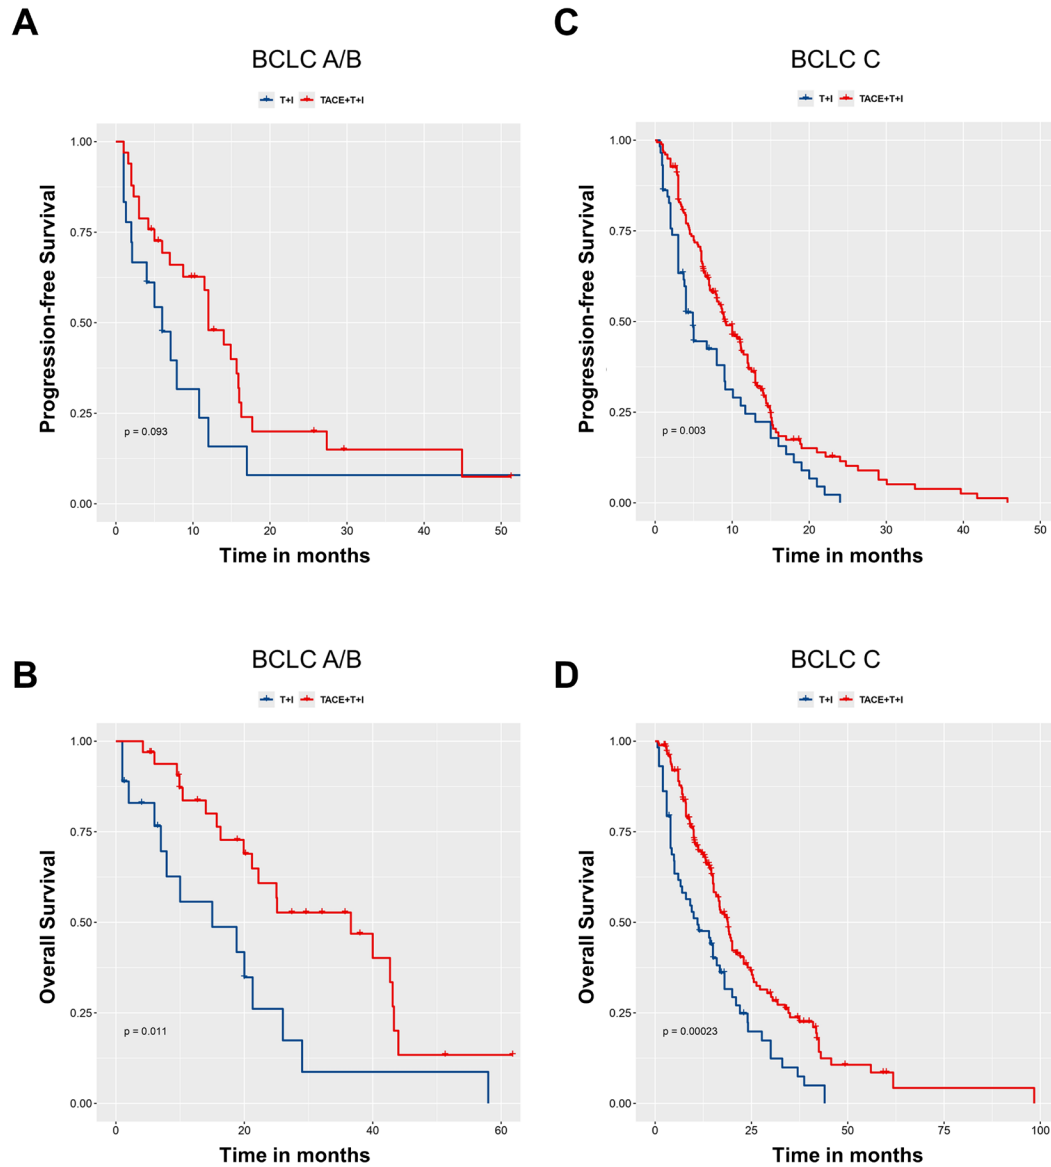 A
BCLC A/B
T+I TACE+T+I
Progression-free Survival
1.00
0.75
0.50
0.25
0.00
p = 0.093
0 10 20 30 40 50
Time in months
C
BCLC C
T+I TACE+T+I
Progression-free Survival
1.00
0.75
0.50
0.25
0.00
p = 0.003
0 10 20 30 40 50
Time in months
B
BCLC A/B
T+I TACE+T+I
Overall Survival
1.00
0.75
0.50
0.25
0.00
p = 0.011
0 20 40 60
Time in months
D
BCLC C
T+I TACE+T+I
Overall Survival
1.00
0.75
0.50
0.25
0.00
p = 0.00023
0 25 50 75 100
Time in months